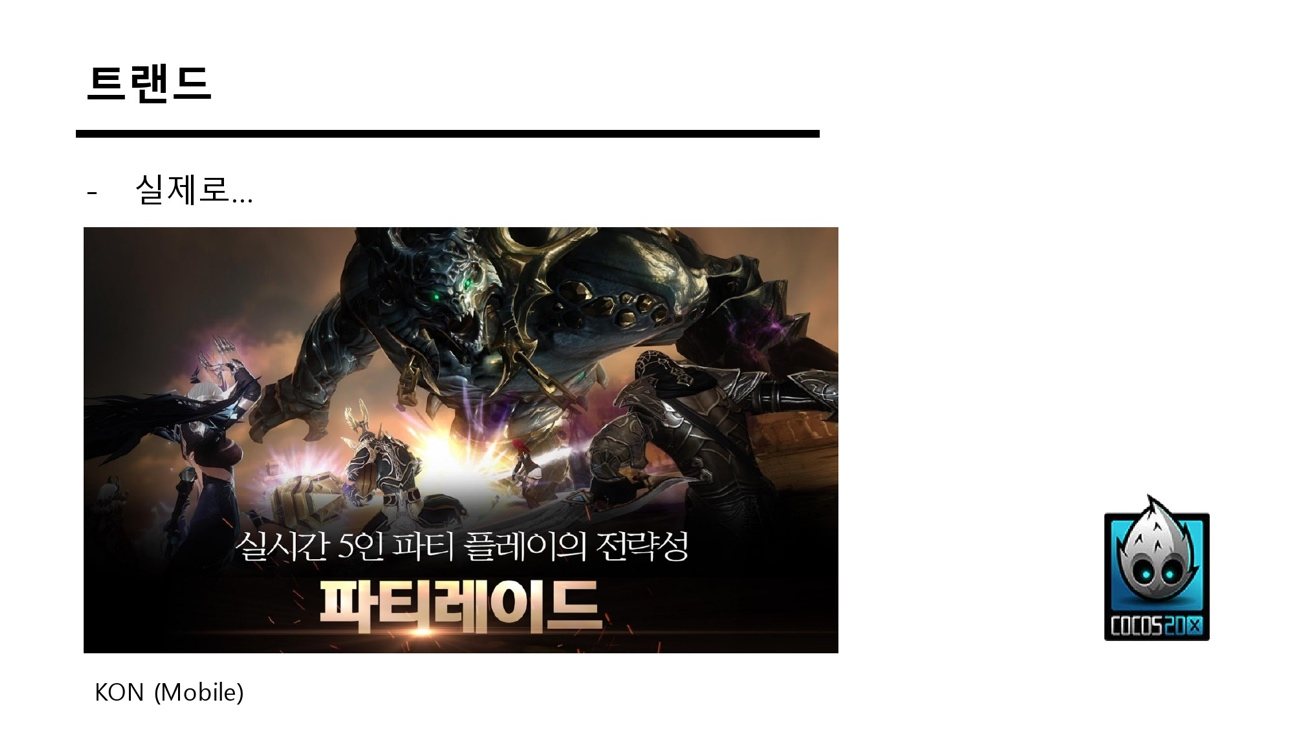 트랜드
- 실제로...
실시간 5인 파티 플레이의 전략성
파티레이드
COCOS2DX
KON (Mobile)